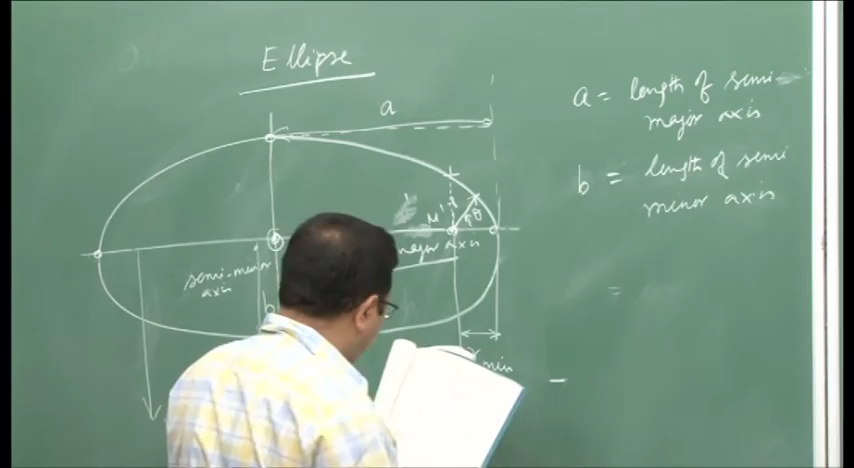 Ellipse
a
a = length of semi-
major axis
b = length of semi
minor axis
θ
major axis
semi-minor
axis
b
r min
=